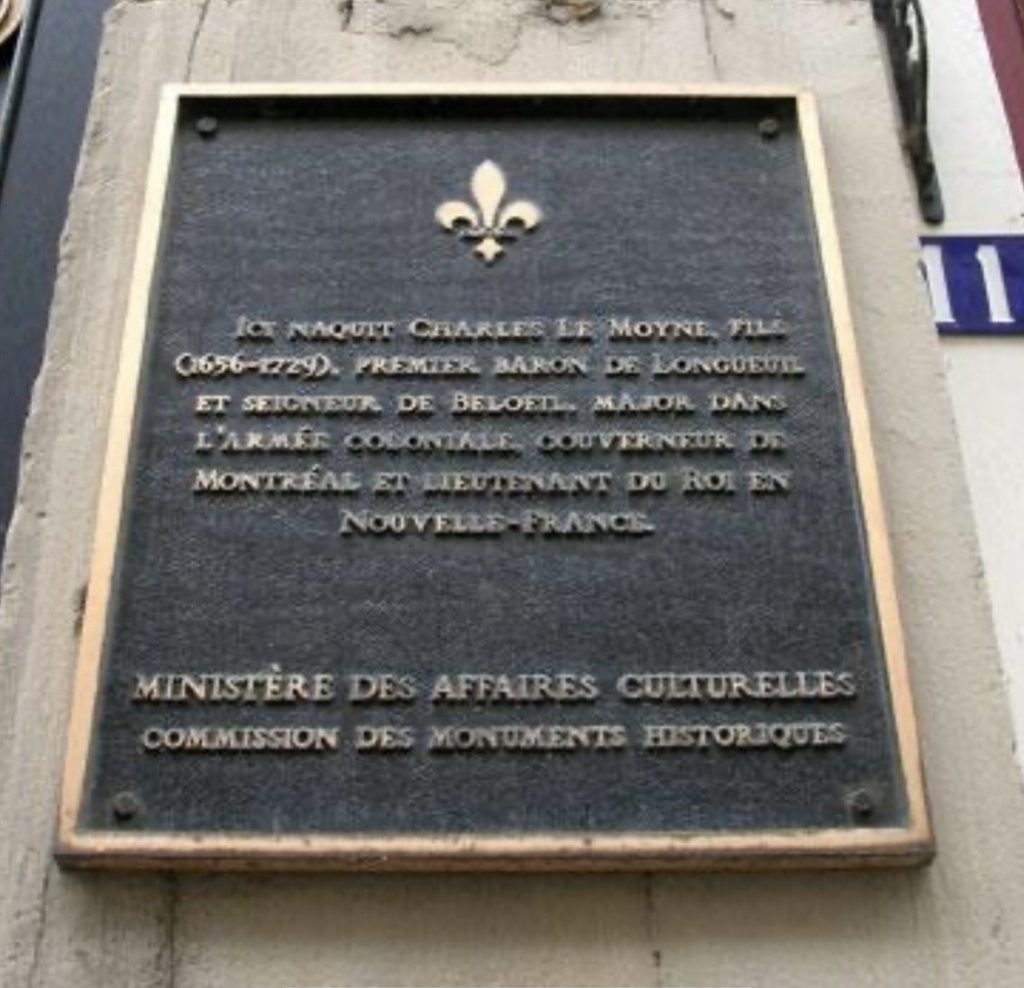 Ici naquit Charles Le Moyne, fils
(1656-1729), premier baron de Longueuil
et seigneur de Beloeil, major dans
l'armée coloniale, gouverneur de
Montréal et lieutenant du Roi en
Nouvelle-France.
MINISTÈRE DES AFFAIRES CULTURELLES
COMMISSION DES MONUMENTS HISTORIQUES
11